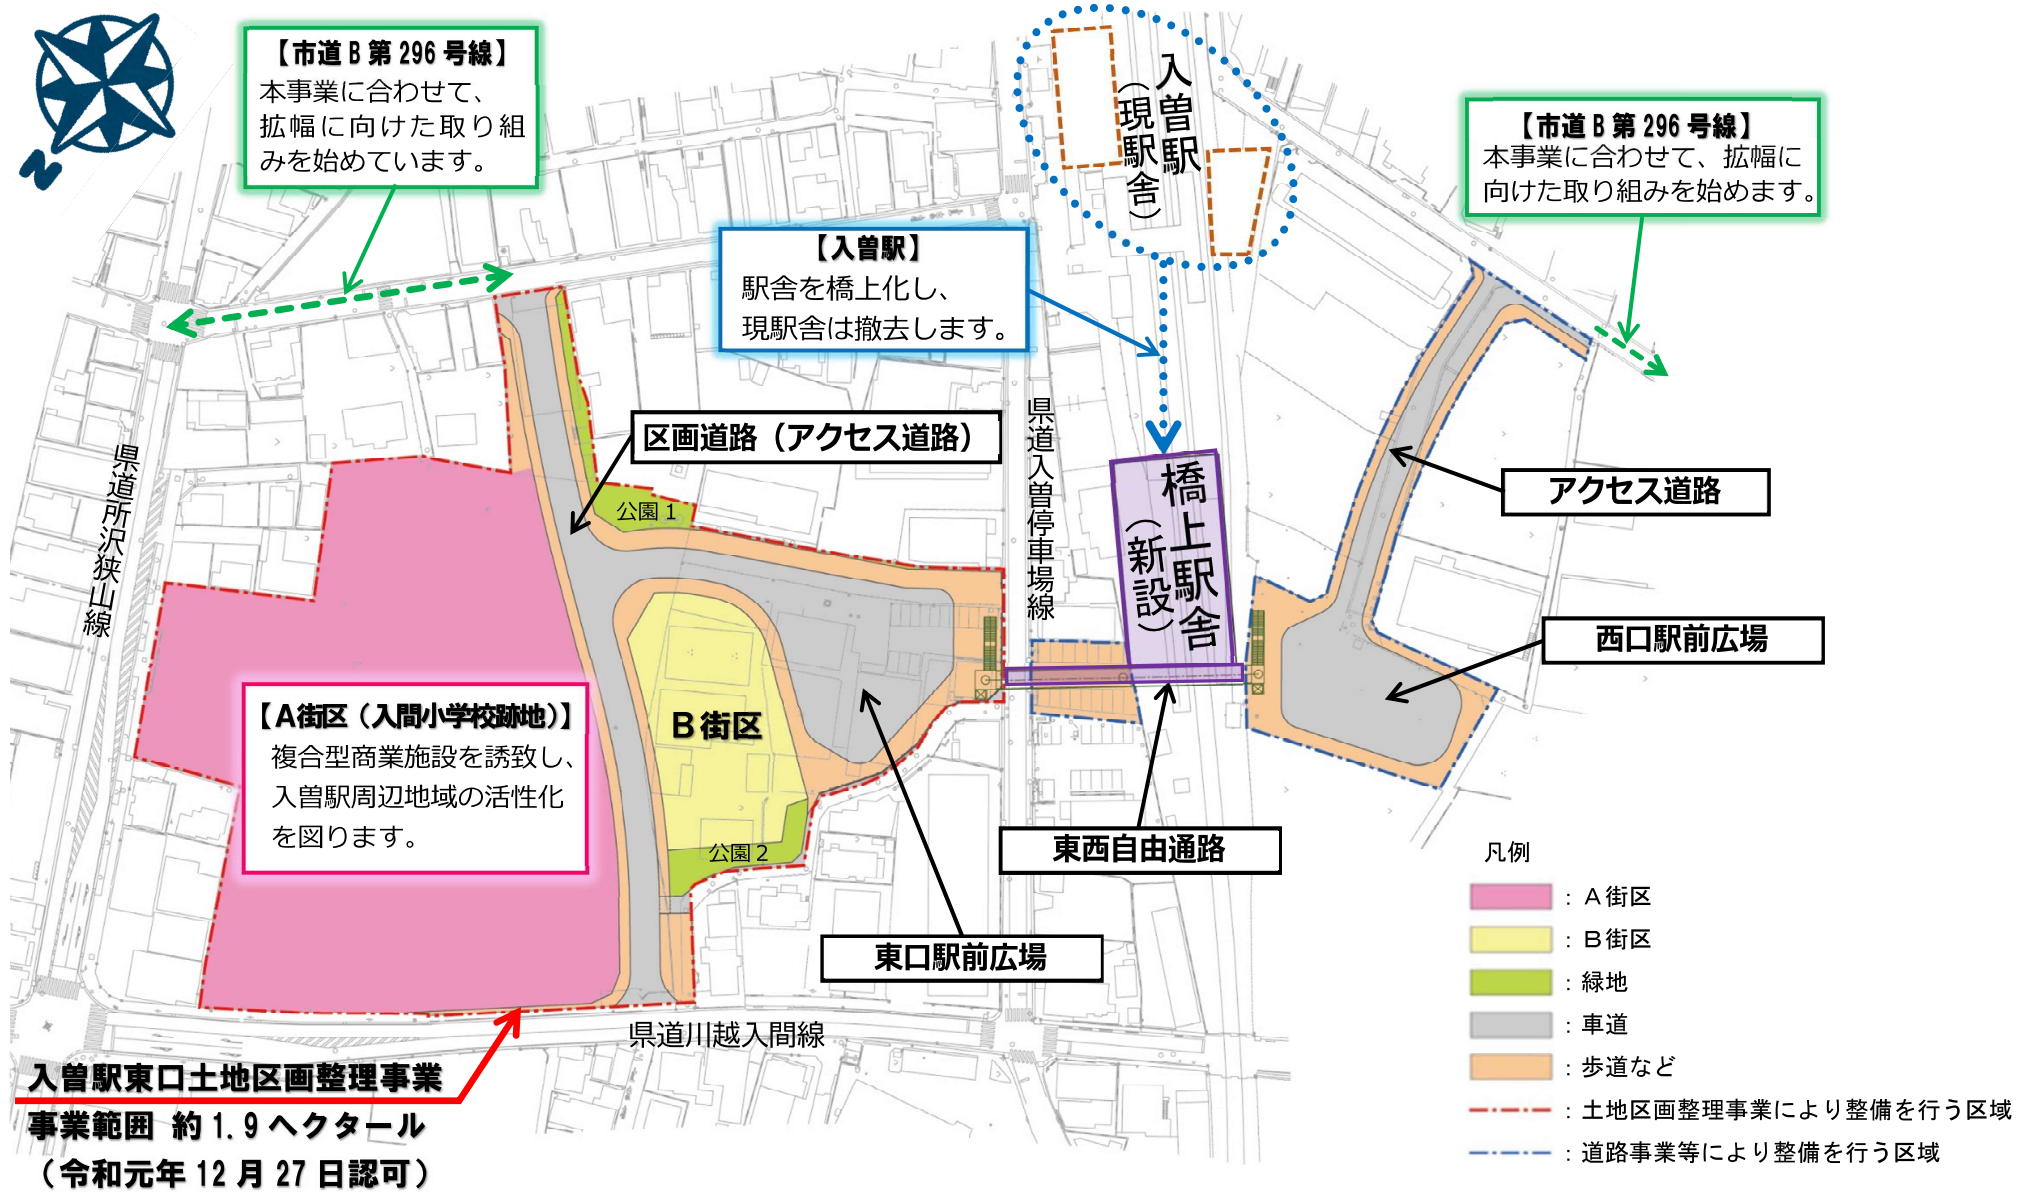 N
【市道Ｂ第296号線】
本事業に合わせて、
拡幅に向けた取り組
みを始めています。
入曽駅
（現駅舎）
【市道Ｂ第296号線】
本事業に合わせて、拡幅に
向けた取り組みを始めます。
【入曽駅】
駅舎を橋上化し、
現駅舎は撤去します。
区画道路（アクセス道路）
県道所沢狭山線
公園１
県道入曽停車場線
橋上駅舎
（新設）
アクセス道路
西口駅前広場
【Ａ街区（入間小学校跡地）】
複合型商業施設を誘致し、
入曽駅周辺地域の活性化
を図ります。
Ｂ街区
公園２
東西自由通路
東口駅前広場
県道川越入間線
入曽駅東口土地区画整理事業
事業範囲 約1.9ヘクタール
（令和元年12月27日認可）
凡例
：Ａ街区
：Ｂ街区
：緑地
：車道
：歩道など
：土地区画整理事業により整備を行う区域
：道路事業等により整備を行う区域